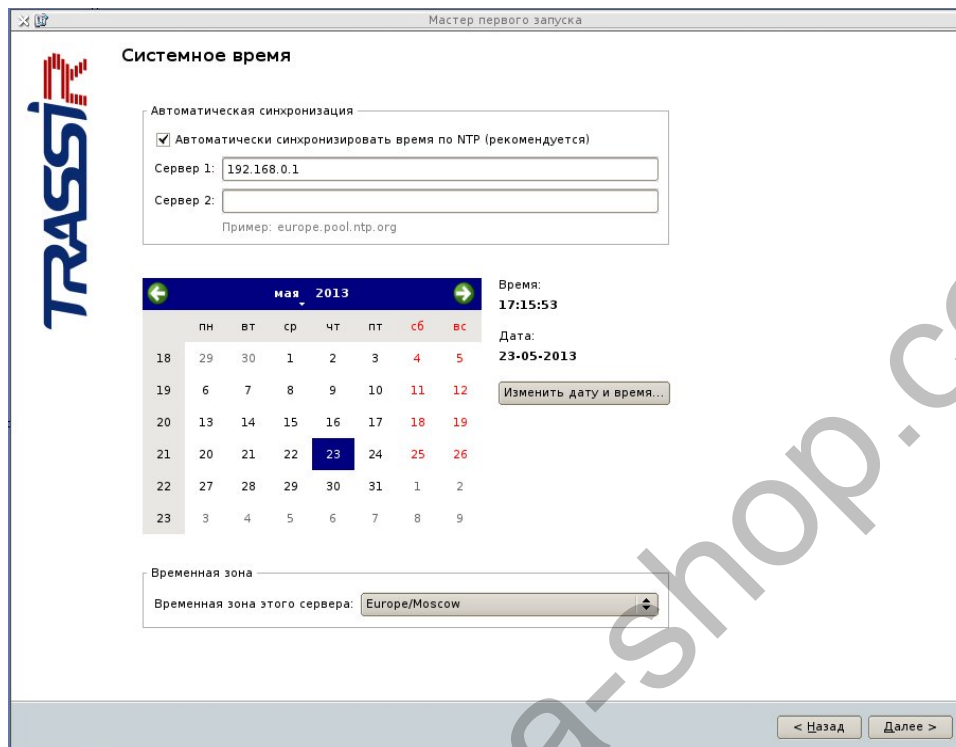 Мастер первого запуска
TRASSIR
Системное время
Автоматическая синхронизация
Автоматически синхронизировать время по NTP (рекомендуется)
Сервер 1: 192.168.0.1
Сервер 2:
Пример: europe.pool.ntp.org
мая 2013
пн вт ср чт пт сб вс
18 29 30 1 2 3 4 5
19 6 7 8 9 10 11 12
20 13 14 15 16 17 18 19
21 20 21 22 23 24 25 26
22 27 28 29 30 31 1 2
23 3 4 5 6 7 8 9
Время:
17:15:53
Дата:
23-05-2013
Изменить дату и время...
Временная зона
Временная зона этого сервера: Europe/Moscow
< Назад Далее >
a-shop.co